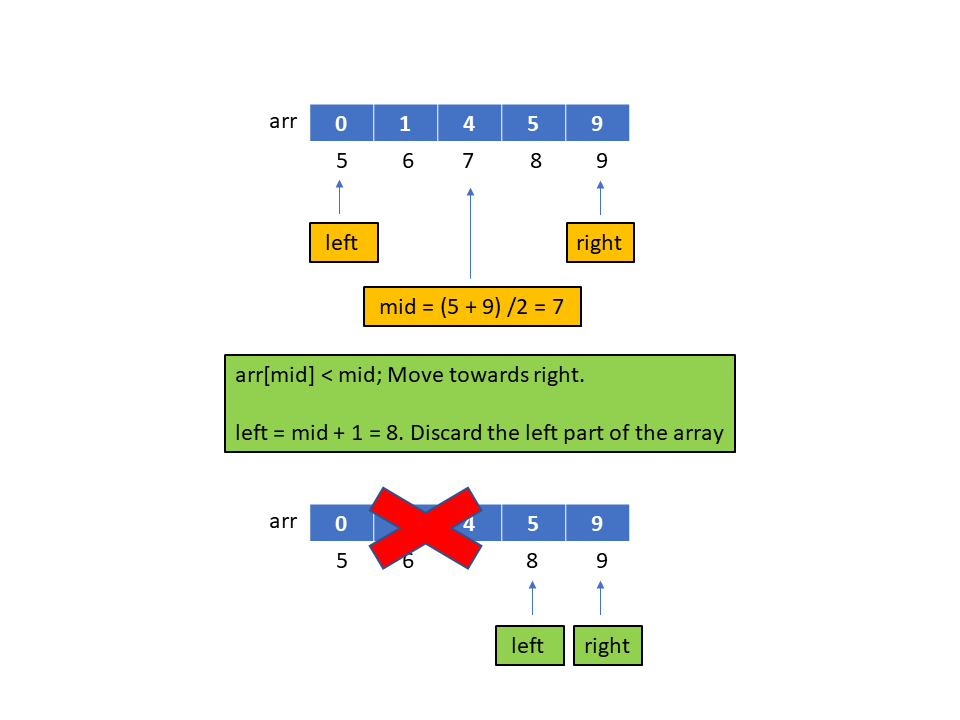 arr 0 1 4 5 9
5 6 7 8 9
left right
mid = (5 + 9) /2 = 7
arr[mid] < mid; Move towards right.
left = mid + 1 = 8. Discard the left part of the array
arr 0 4 5 9
5 6 8 9
left right